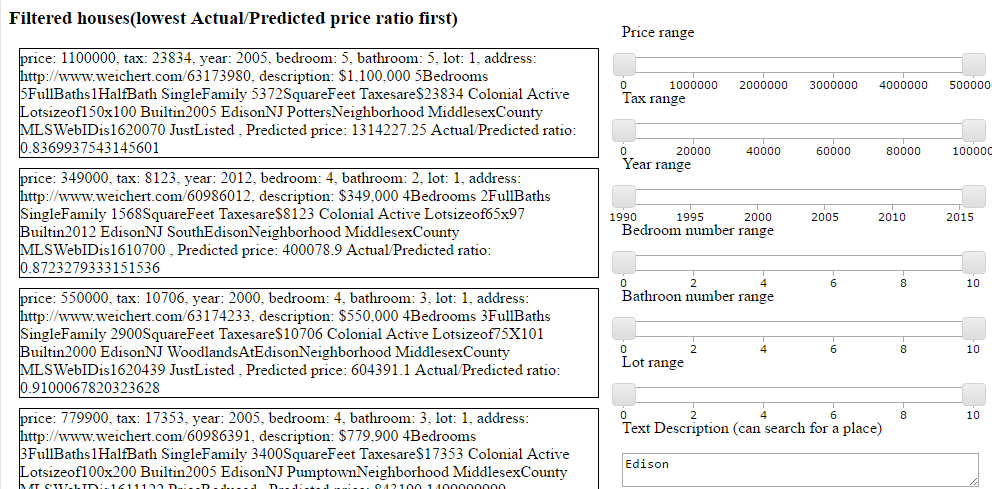 Filtered houses(lowest Actual/Predicted price ratio first)
price: 1100000, tax: 23834, year: 2005, bedroom: 5, bathroom: 5, lot: 1, address:
http://www.weichert.com/63173980, description: $1,100,000 5Bedrooms
5FullBaths1HalfBath SingleFamily 5372SquareFeet Taxesare$23834 Colonial Active
Lotsizeof150x100 Builtin2005 EdisonNJ PottersNeighborhood MiddlesexCounty
MLSWebIDis1620070 JustListed , Predicted price: 1314227.25 Actual/Predicted ratio:
0.8369937543145601
price: 349000, tax: 8123, year: 2012, bedroom: 4, bathroom: 2, lot: 1, address:
http://www.weichert.com/60986012, description: $349,000 4Bedrooms 2FullBaths
SingleFamily 1568SquareFeet Taxesare$8123 Colonial Active Lotsizeof65x97
Builtin2012 EdisonNJ SouthEdisonNeighborhood MiddlesexCounty
MLSWebIDis1610700 , Predicted price: 400078.9 Actual/Predicted ratio:
0.8723279333151536
price: 550000, tax: 10706, year: 2000, bedroom: 4, bathroom: 3, lot: 1, address:
http://www.weichert.com/63174233, description: $550,000 4Bedrooms 3FullBaths
SingleFamily 2900SquareFeet Taxesare$10706 Colonial Active Lotsizeof75X101
Builtin2000 EdisonNJ WoodlandsAtEdisonNeighborhood MiddlesexCounty
MLSWebIDis1620439 JustListed , Predicted price: 604391.1 Actual/Predicted ratio:
0.9100067820323628
price: 779900, tax: 17353, year: 2005, bedroom: 4, bathroom: 3, lot: 1, address:
http://www.weichert.com/60986391, description: $779,900 4Bedrooms
3FullBaths1HalfBath SingleFamily 3400SquareFeet Taxesare$17353 Colonial Active
Lotsizeof100x200 Builtin2005 EdisonNJ PumptownNeighborhood MiddlesexCounty
MLSWebIDis1611122 PriceReduced , Predicted price:
Price range
0 1000000 2000000 3000000 4000000 5000000
Tax range
0 20000 40000 60000 80000 100000
Year range
1990 1995 2000 2005 2010 2015
Bedroom number range
0 2 4 6 8 10
Bathroon number range
0 2 4 6 8 10
Lot range
0 2 4 6 8 10
Text Description (can search for a place)
Edison